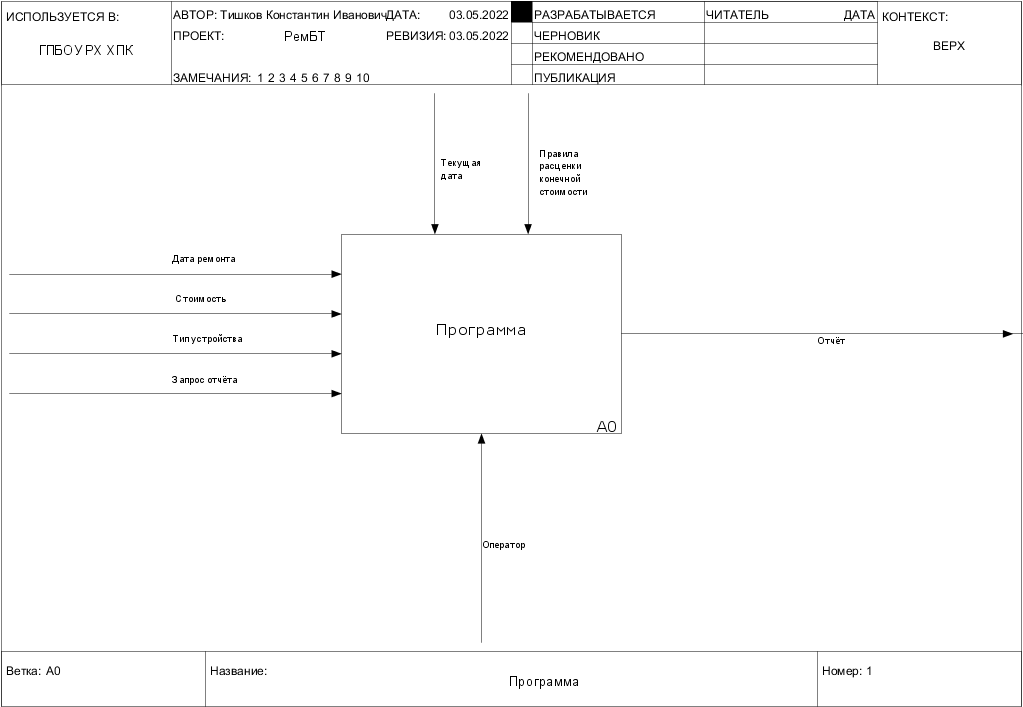 ИСПОЛЬЗУЕТСЯ В:
ГПБОУ РХ ХПК
АВТОР: Тишков Константин Иванович
ДАТА: 03.05.2022
ПРОЕКТ: РемБТ
РЕВИЗИЯ: 03.05.2022
ЗАМЕЧАНИЯ: 1 2 3 4 5 6 7 8 9 10
РАЗРАБАТЫВАЕТСЯ
ЧЕРНОВИК
РЕКОМЕНДОВАНО
ПУБЛИКАЦИЯ
ЧИТАТЕЛЬ ДАТА
КОНТЕКСТ:
ВЕРХ
Текущая
дата
Правила
расценки
конечной
стоимости
Дата ремонта
Стоимость
Тип устройства
Запрос отчёта
Программа
A0
Отчёт
Оператор
Ветка: A0
Название:
Программа
Номер: 1